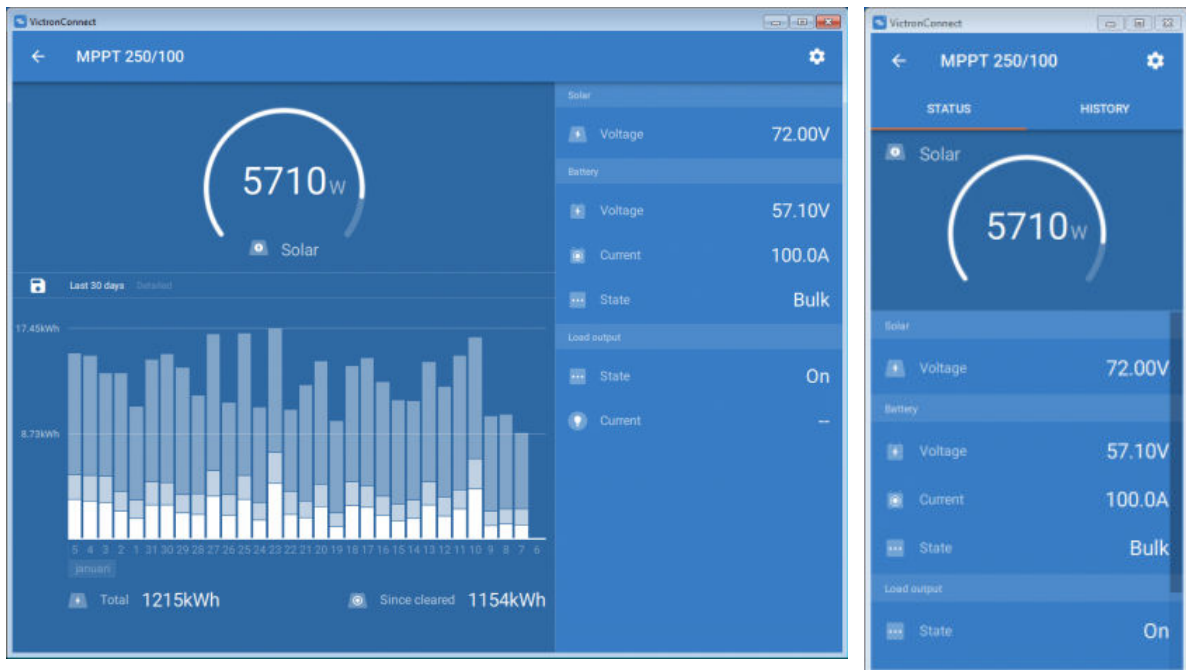 VictronConnect
MPPT 250/100
5710W
Solar
Last 30 days Detailed
17.45kWh
8.73kWh
5 4 3 2 1 31 30 29 28 27 26 25 24 23 22 21 20 19 18 17 16 15 14 13 12 11 10 9 8 7 6
januari
Total 1215kWh
Since cleared 1154kWh
Solar
Voltage 72.00V
Battery
Voltage 57.10V
Current 100.0A
State Bulk
Load output
State On
Current --
VictronConnect
MPPT 250/100
STATUS HISTORY
Solar
5710W
Solar
Voltage 72.00V
Battery
Voltage 57.10V
Current 100.0A
State Bulk
Load output
State On